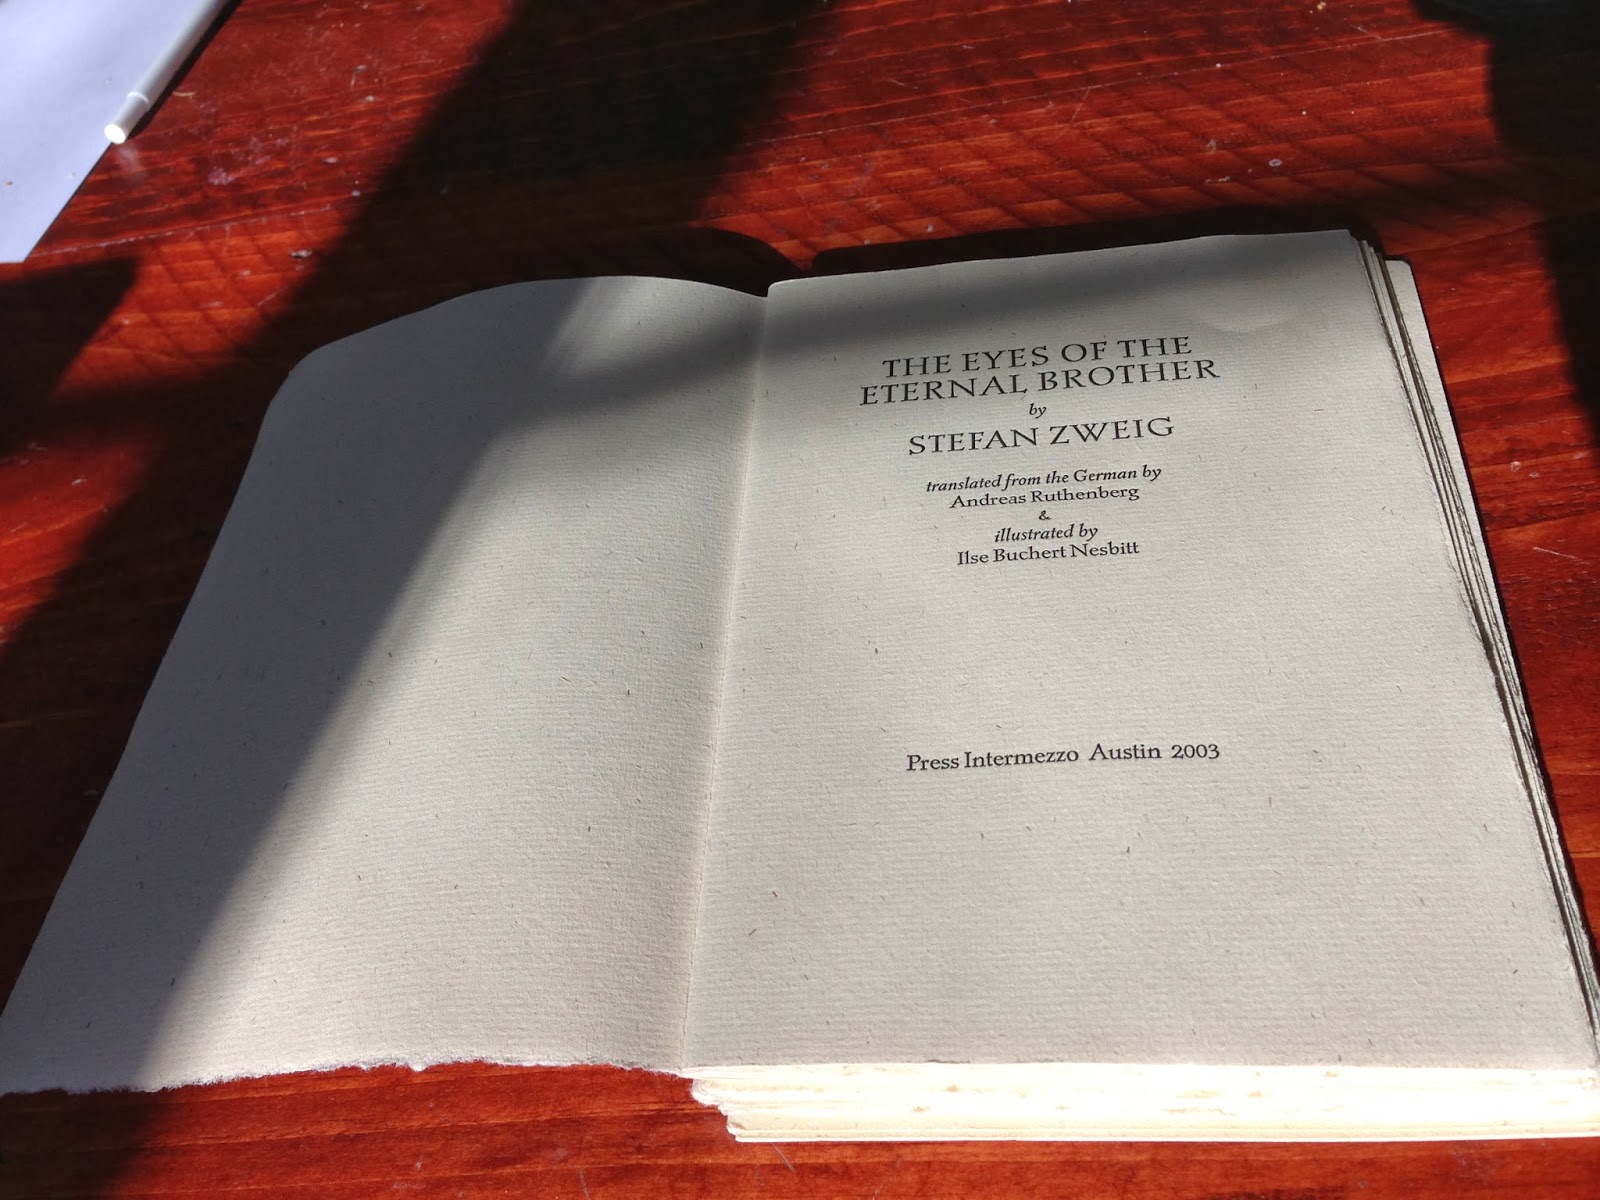 THE EYES OF THE
ETERNAL BROTHER
by
STEFAN ZWEIG
translated from the German by
Andreas Ruthenberg
&
illustrated by
Ilse Buchert Nesbitt
Press Intermezzo Austin 2003